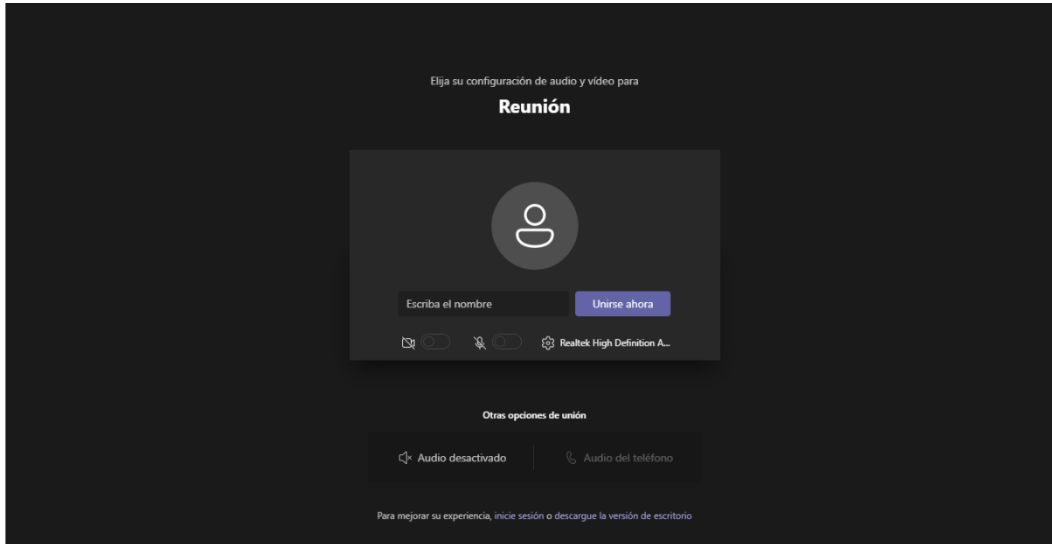 Elija su configuración de audio y vídeo para
Reunión
Escriba el nombre
Unirse ahora
Realtek High Definition A...
Otras opciones de unión
Audio desactivado
Audio del teléfono
Para mejorar su experiencia, inicie sesión o descargue la versión de escritorio